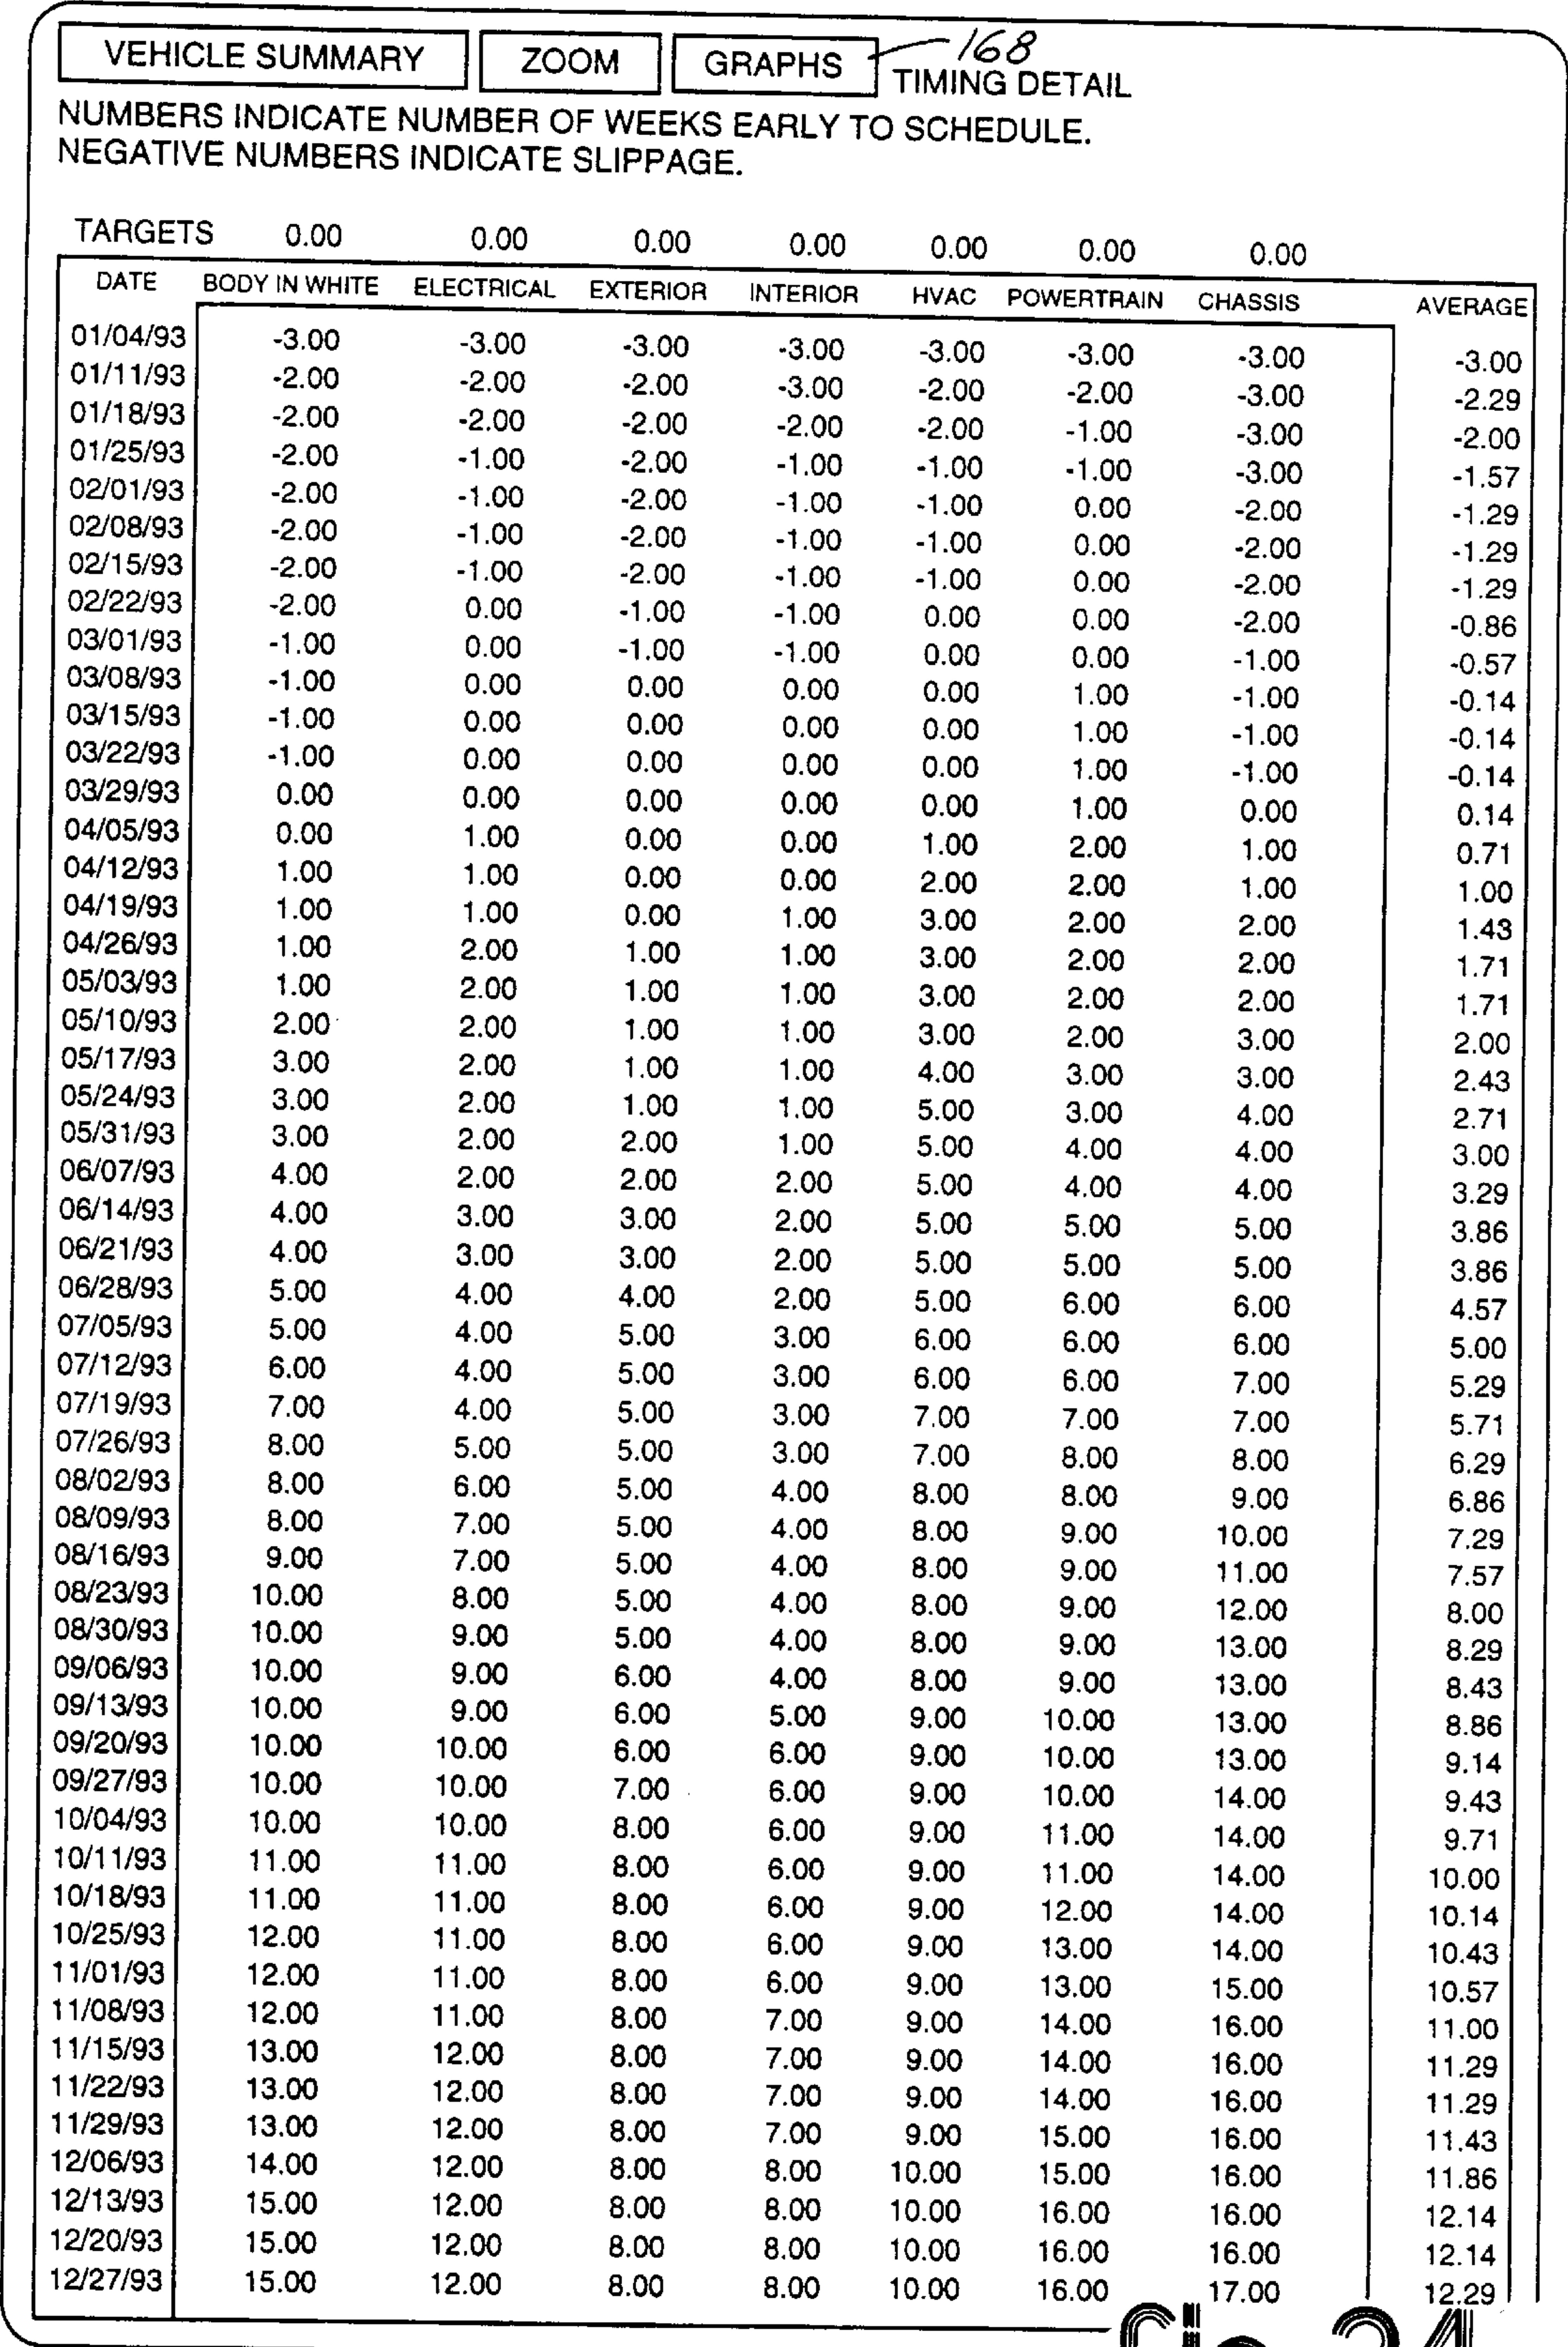 VEHICLE SUMMARY ZOOM GRAPHS 168
TIMING DETAIL
NUMBERS INDICATE NUMBER OF WEEKS EARLY TO SCHEDULE.
NEGATIVE NUMBERS INDICATE SLIPPAGE.
TARGETS 0.00 0.00 0.00 0.00 0.00 0.00 0.00
DATE BODY IN WHITE ELECTRICAL EXTERIOR INTERIOR HVAC POWERTRAIN CHASSIS AVERAGE
01/04/93 -3.00 -3.00 -3.00 -3.00 -3.00 -3.00 -3.00 -3.00
01/11/93 -2.00 -2.00 -2.00 -3.00 -2.00 -2.00 -3.00 -2.29
01/18/93 -2.00 -2.00 -2.00 -2.00 -2.00 -1.00 -3.00 -2.00
01/25/93 -2.00 -1.00 -2.00 -1.00 -1.00 -1.00 -3.00 -1.57
02/01/93 -2.00 -1.00 -2.00 -1.00 -1.00 0.00 -2.00 -1.29
02/08/93 -2.00 -1.00 -2.00 -1.00 -1.00 0.00 -2.00 -1.29
02/15/93 -2.00 -1.00 -2.00 -1.00 -1.00 0.00 -2.00 -1.29
02/22/93 -2.00 0.00 -1.00 -1.00 0.00 0.00 -2.00 -0.86
03/01/93 -1.00 0.00 -1.00 -1.00 0.00 0.00 -1.00 -0.57
03/08/93 -1.00 0.00 0.00 0.00 0.00 1.00 -1.00 -0.14
03/15/93 -1.00 0.00 0.00 0.00 0.00 1.00 -1.00 -0.14
03/22/93 -1.00 0.00 0.00 0.00 0.00 1.00 -1.00 -0.14
03/29/93 0.00 0.00 0.00 0.00 0.00 1.00 0.00 0.14
04/05/93 0.00 1.00 0.00 0.00 1.00 2.00 1.00 0.71
04/12/93 1.00 1.00 0.00 0.00 2.00 2.00 1.00 1.00
04/19/93 1.00 1.00 0.00 1.00 3.00 2.00 2.00 1.43
04/26/93 1.00 2.00 1.00 1.00 3.00 2.00 2.00 1.71
05/03/93 1.00 2.00 1.00 1.00 3.00 2.00 2.00 1.71
05/10/93 2.00 2.00 1.00 1.00 3.00 2.00 3.00 2.00
05/17/93 3.00 2.00 1.00 1.00 4.00 3.00 3.00 2.43
05/24/93 3.00 2.00 1.00 1.00 5.00 3.00 4.00 2.71
05/31/93 3.00 2.00 2.00 1.00 5.00 4.00 4.00 3.00
06/07/93 4.00 2.00 2.00 2.00 5.00 4.00 4.00 3.29
06/14/93 4.00 3.00 3.00 2.00 5.00 5.00 5.00 3.86
06/21/93 4.00 3.00 3.00 2.00 5.00 5.00 5.00 3.86
06/28/93 5.00 4.00 4.00 2.00 5.00 6.00 6.00 4.57
07/05/93 5.00 4.00 5.00 3.00 6.00 6.00 6.00 5.00
07/12/93 6.00 4.00 5.00 3.00 6.00 6.00 7.00 5.29
07/19/93 7.00 4.00 5.00 3.00 7.00 7.00 7.00 5.71
07/26/93 8.00 5.00 5.00 3.00 7.00 8.00 8.00 6.29
08/02/93 8.00 6.00 5.00 4.00 8.00 8.00 9.00 6.86
08/09/93 8.00 7.00 5.00 4.00 8.00 9.00 10.00 7.29
08/16/93 9.00 7.00 5.00 4.00 8.00 9.00 11.00 7.57
08/23/93 10.00 8.00 5.00 4.00 8.00 9.00 12.00 8.00
08/30/93 10.00 9.00 5.00 4.00 8.00 9.00 13.00 8.29
09/06/93 10.00 9.00 6.00 4.00 8.00 9.00 13.00 8.43
09/13/93 10.00 9.00 6.00 5.00 9.00 10.00 13.00 8.86
09/20/93 10.00 10.00 6.00 6.00 9.00 10.00 13.00 9.14
09/27/93 10.00 10.00 7.00 6.00 9.00 10.00 14.00 9.43
10/04/93 10.00 10.00 8.00 6.00 9.00 11.00 14.00 9.71
10/11/93 11.00 11.00 8.00 6.00 9.00 11.00 14.00 10.00
10/18/93 11.00 11.00 8.00 6.00 9.00 12.00 14.00 10.14
10/25/93 12.00 11.00 8.00 6.00 9.00 13.00 14.00 10.43
11/01/93 12.00 11.00 8.00 6.00 9.00 13.00 15.00 10.57
11/08/93 12.00 11.00 8.00 7.00 9.00 14.00 16.00 11.00
11/15/93 13.00 12.00 8.00 7.00 9.00 14.00 16.00 11.29
11/22/93 13.00 12.00 8.00 7.00 9.00 14.00 16.00 11.29
11/29/93 13.00 12.00 8.00 7.00 9.00 15.00 16.00 11.43
12/06/93 14.00 12.00 8.00 8.00 10.00 15.00 16.00 11.86
12/13/93 15.00 12.00 8.00 8.00 10.00 16.00 16.00 12.14
12/20/93 15.00 12.00 8.00 8.00 10.00 16.00 16.00 12.14
12/27/93 15.00 12.00 8.00 8.00 10.00 16.00 17.00 12.29